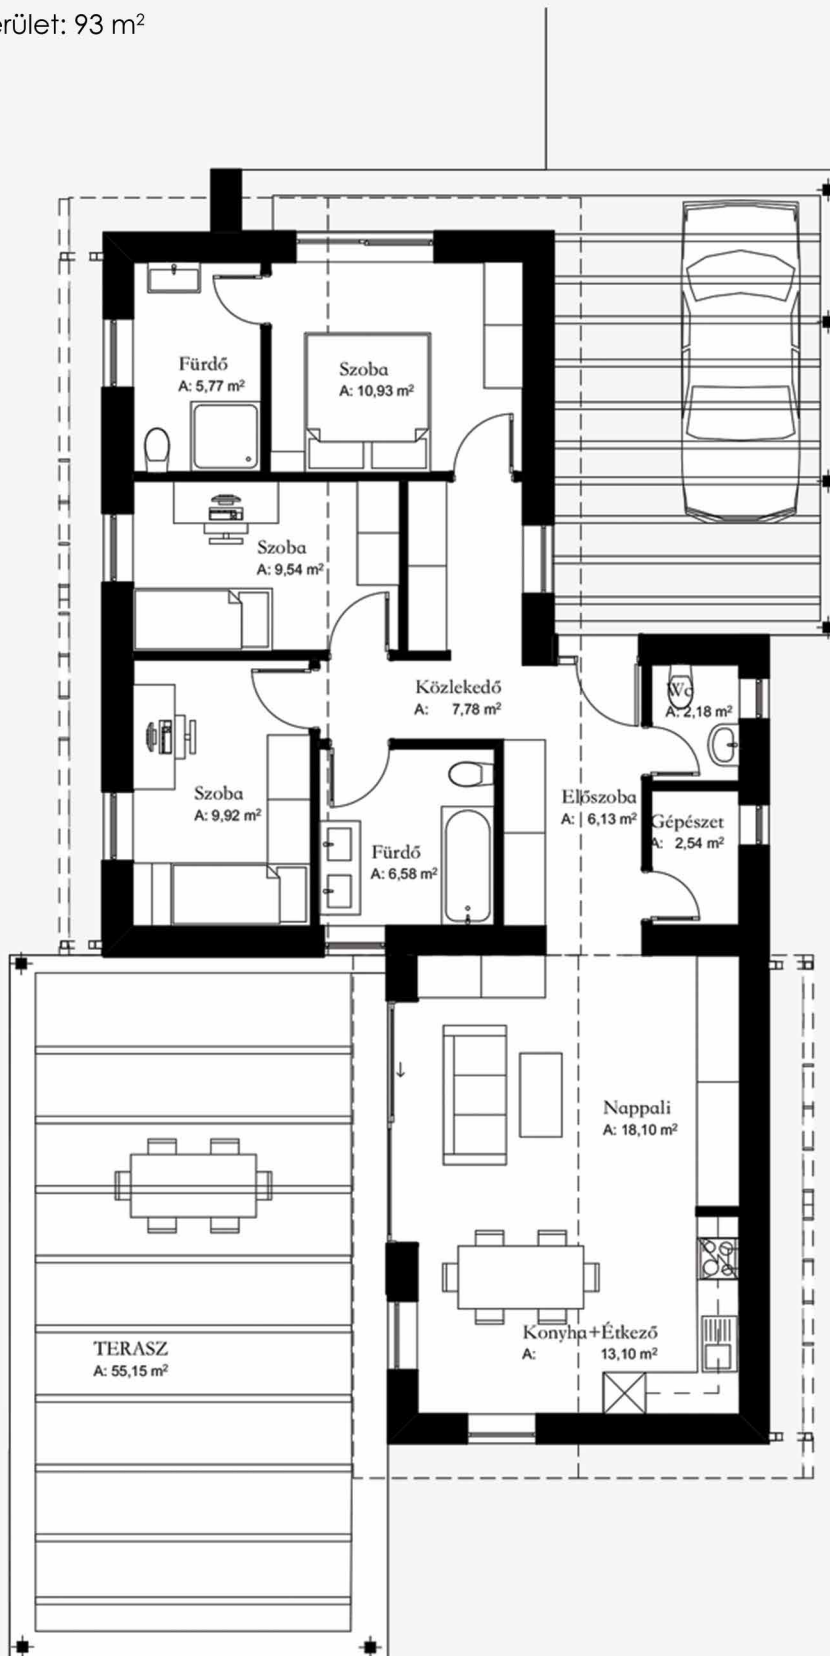 erület: 93 m²
Fürdő
A: 5,77 m²
Szoba
A: 10,93 m²
Szoba
A: 9,54 m²
Közlekedő
A: 7,78 m²
Wc
A: 2,18 m²
Szoba
A: 9,92 m²
Előszoba
A: 6,13 m²
Gépészet
A: 2,54 m²
Fürdő
A: 6,58 m²
Nappali
A: 18,10 m²
Konyha+Étkező
A: 13,10 m²
TERASZ
A: 55,15 m²